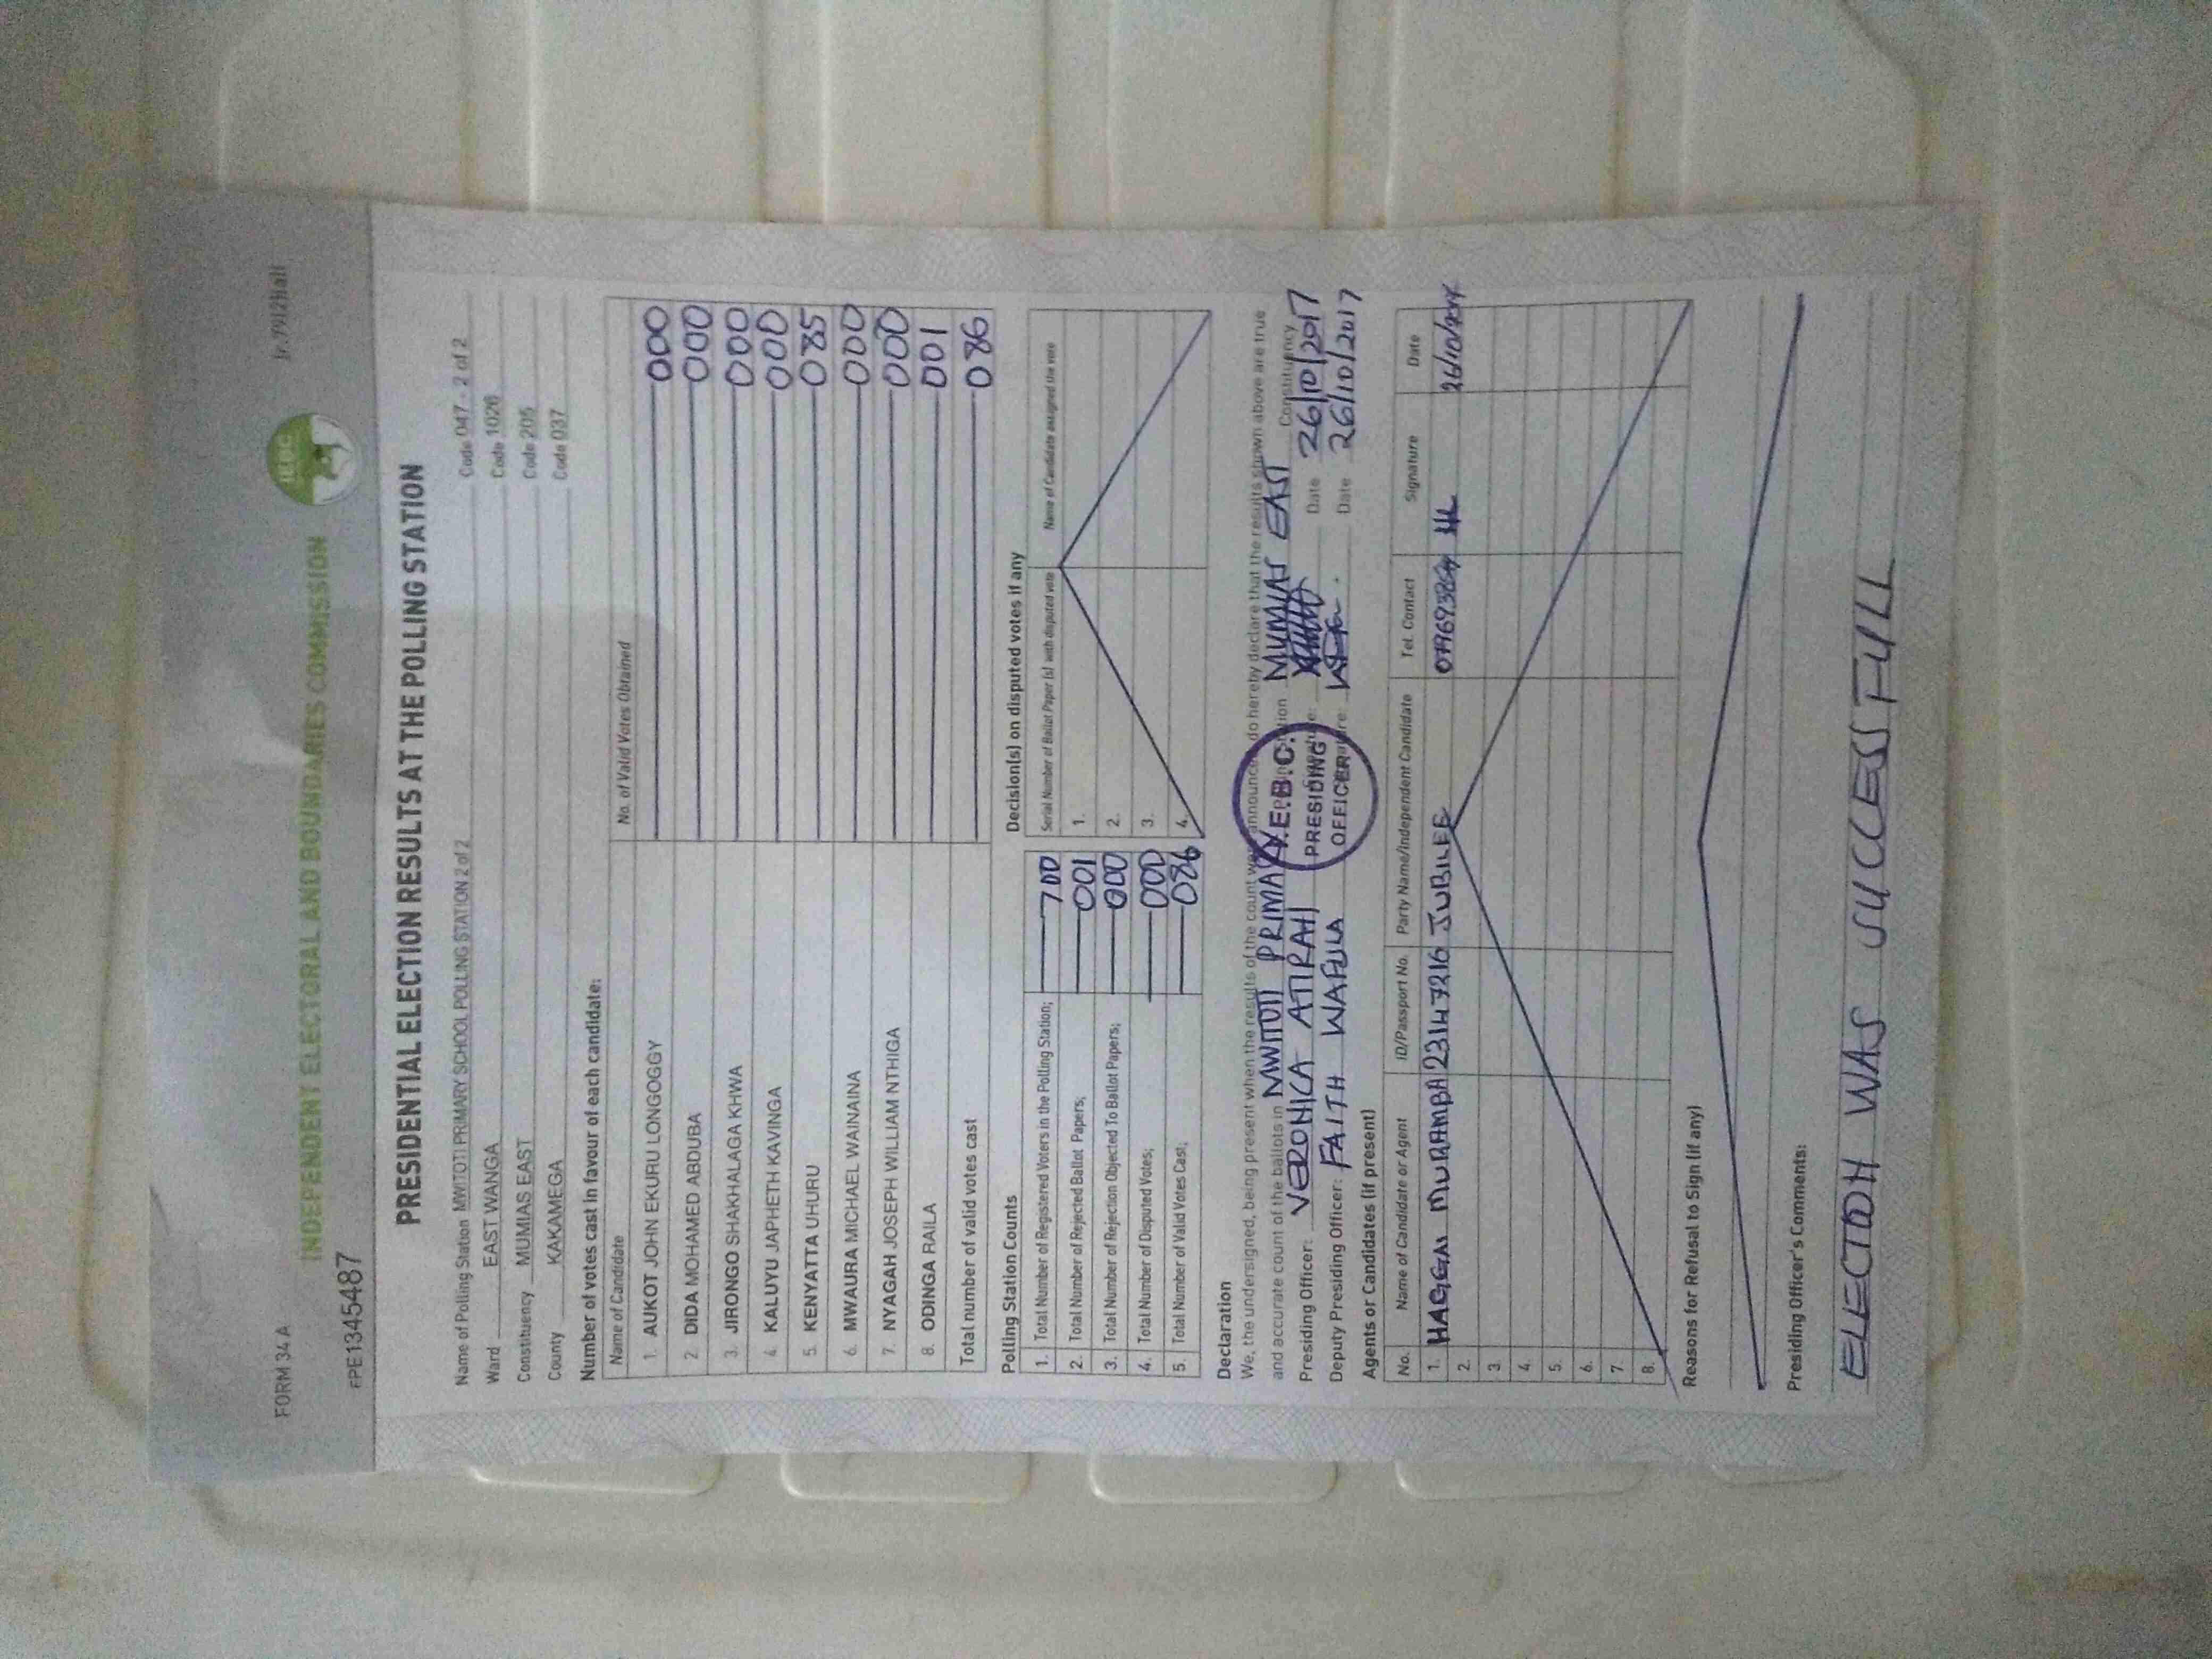 FORM 34 A
INDEPENDENT ELECTORAL AND BOUNDARIES COMMISSION
IEBC
EPE1345487
PRESIDENTIAL ELECTION RESULTS AT THE POLLING STATION
Name of Polling Station MWITOTI PRIMARY SCHOOL POLLING STATION 2 of 2 Code 047 - 2 of 2
Ward EAST WANGA Code 1026
Constituency MUMIAS EAST Code 205
County KAKAMEGA Code 037
Number of votes cast in favour of each candidate:
Name of Candidate No. of Valid Votes Obtained
1. AUKOT JOHN EKURU LONGOGGY 000
2. DIDA MOHAMED ABDUBA 000
3. JIRONGO SHAKHALAGA KHWA 000
4. KALUYU JAPHETH KAVINGA 000
5. KENYATTA UHURU 085
6. MWAURA MICHAEL WAINAINA 000
7. NYAGAH JOSEPH WILLIAM NTHIGA 000
8. ODINGA RAILA 001
Total number of valid votes cast 086
Polling Station Counts
1. Total Number of Registered Voters in the Polling Station; 700
2. Total Number of Rejected Ballot Papers; 001
3. Total Number of Rejection Objected To Ballot Papers; 000
4. Total Number of Disputed Votes; 000
5. Total Number of Valid Votes Cast; 086
Decision(s) on disputed votes if any
Serial Number of Ballot Paper (s) with disputed vote Name of Candidate assigned the vote
1.
2.
3.
4.
Declaration
We, the undersigned, being present when the results of the count were announced, do hereby declare that the results shown above are true
and accurate count of the ballots in MWITOTI PRIMARY MUMIAS EAST Constituency
Presiding Officer: VERONICA ATIRAHI Date 26/10/2017
Deputy Presiding Officer: FAITH WAFULA Date 26/10/2017
I.E.B.C.
PRESIDING
OFFICER
Agents or Candidates (if present)
No. Name of Candidate or Agent ID/Passport No. Party Name/Independent Candidate Tel. Contact Signature Date
1. HAGGAI MURAMBA 23147216 JUBILEE
2.
3.
4.
5.
6.
7.
8.
Reasons for Refusal to Sign (if any)
Presiding Officer's Comments:
ELECTION WAS SUCCESSFULL